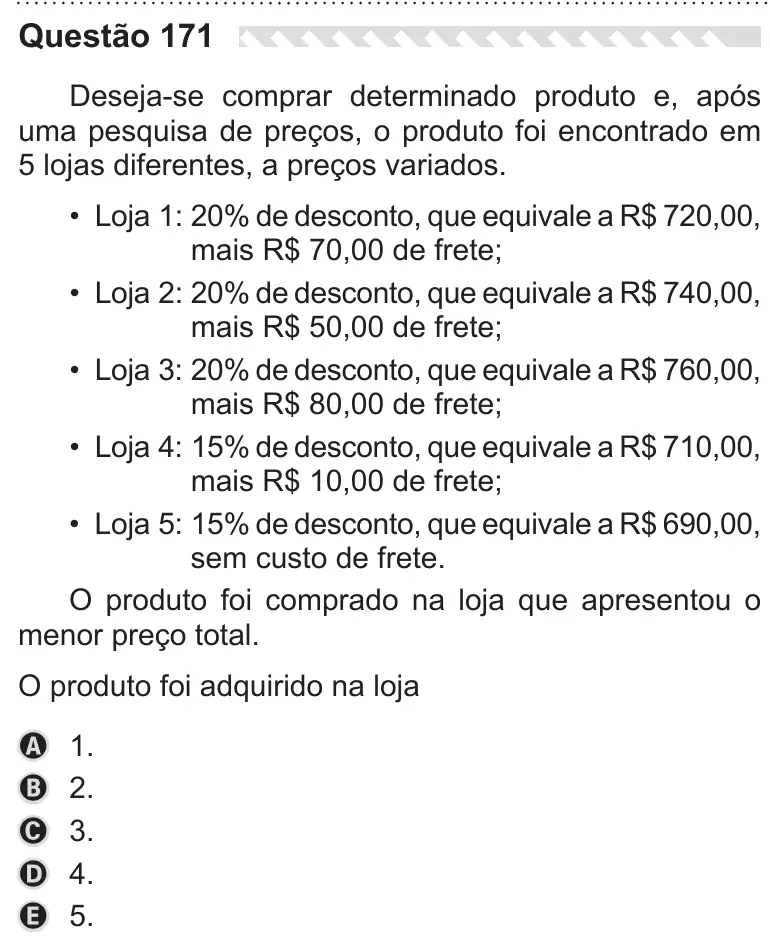 Questão 171
Deseja-se comprar determinado produto e, após
uma pesquisa de preços, o produto foi encontrado em
5 lojas diferentes, a preços variados.
• Loja 1: 20% de desconto, que equivale a R$ 720,00,
mais R$ 70,00 de frete;
• Loja 2: 20% de desconto, que equivale a R$ 740,00,
mais R$ 50,00 de frete;
• Loja 3: 20% de desconto, que equivale a R$ 760,00,
mais R$ 80,00 de frete;
• Loja 4: 15% de desconto, que equivale a R$ 710,00,
mais R$ 10,00 de frete;
• Loja 5: 15% de desconto, que equivale a R$ 690,00,
sem custo de frete.
O produto foi comprado na loja que apresentou o
menor preço total.
O produto foi adquirido na loja
A 1.
B 2.
C 3.
D 4.
E 5.